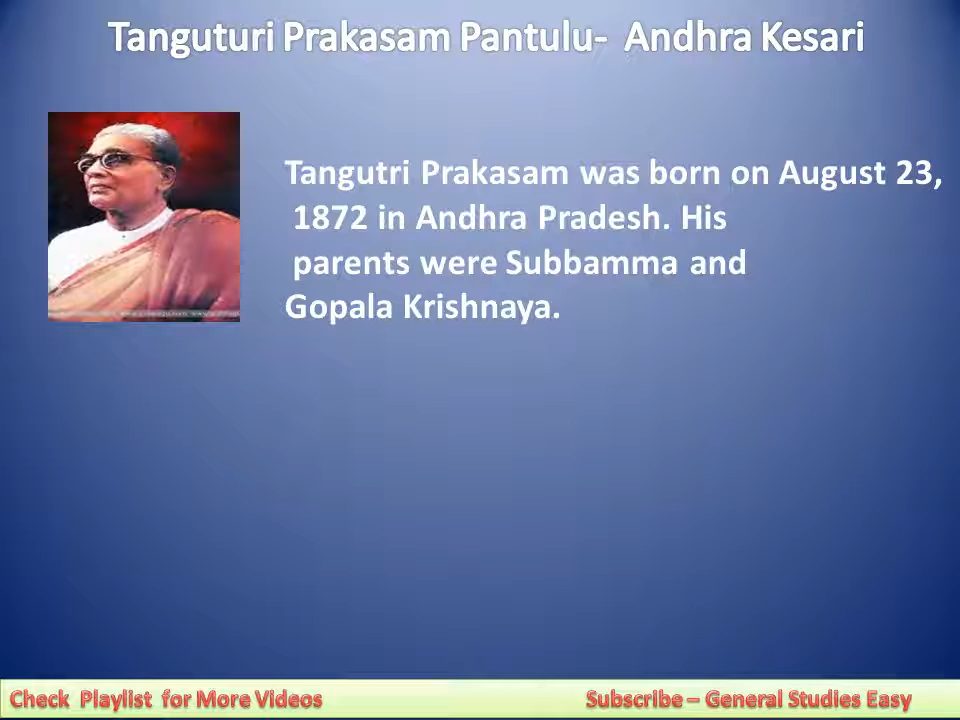 Tanguturi Prakasam Pantulu- Andhra Kesari
Tangutri Prakasam was born on August 23,
1872 in Andhra Pradesh. His
parents were Subbamma and
Gopala Krishnaya.
Check Playlist for More Videos
Subscribe – General Studies Easy